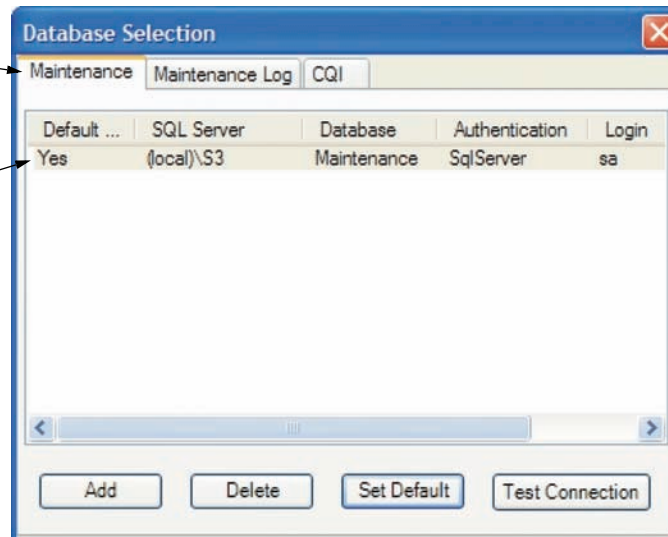 Database Selection
Maintenance Maintenance Log CQI
Default ... SQL Server Database Authentication Login
Yes (local)\S3 Maintenance SqlServer sa
Add Delete Set Default Test Connection